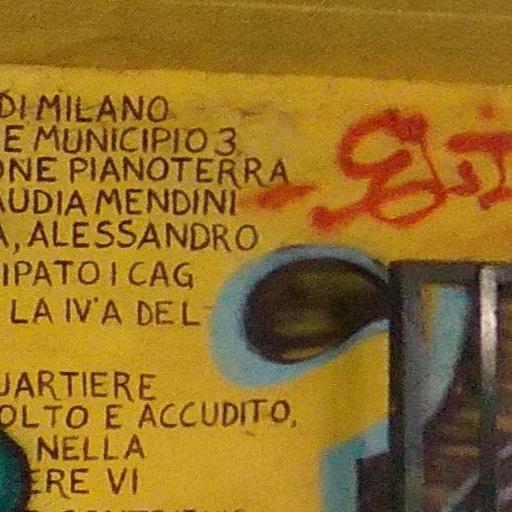 DI MILANO
E MUNICIPIO 3
ONE PIANOTERRA
AUDIA MENDINI
A, ALESSANDRO
IPATO I CAG
LA IV'A DEL
UARTIERE
OLTO E ACCUDITO,
NELLA
ERE VI